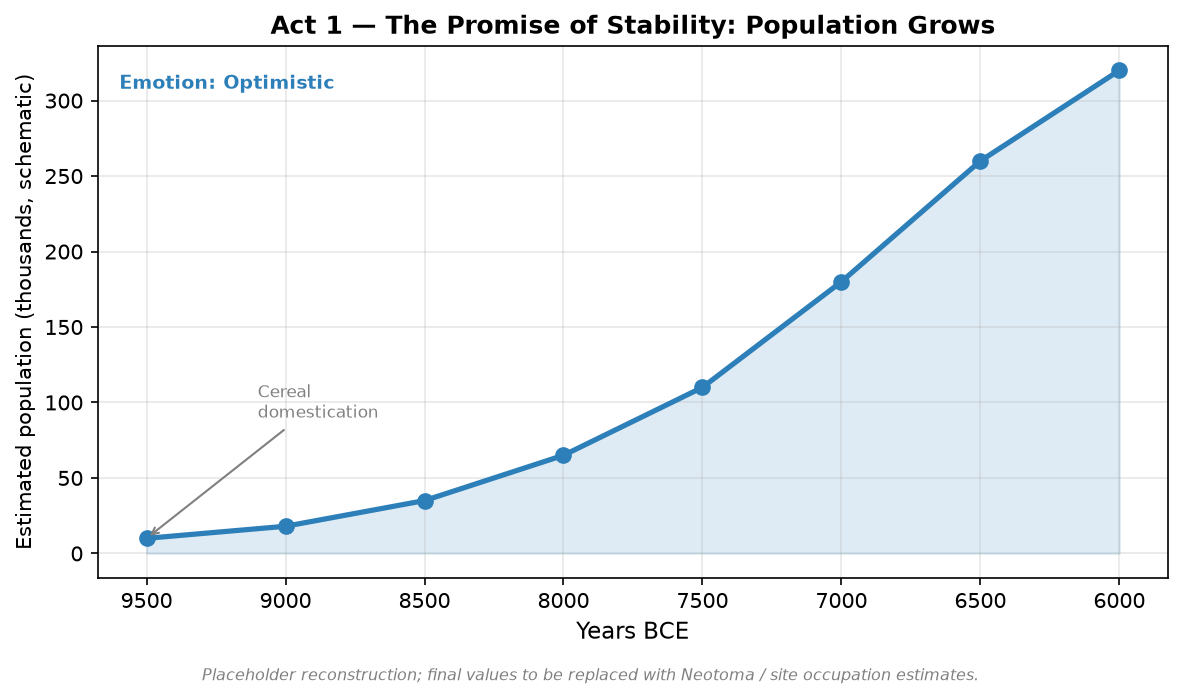 Act 1 — The Promise of Stability: Population Grows
Emotion: Optimistic
Estimated population (thousands, schematic)
300
250
200
150
100
50
0
Cereal
domestication
9500 9000 8500 8000 7500 7000 6500 6000
Years BCE
Placeholder reconstruction; final values to be replaced with Neotoma / site occupation estimates.